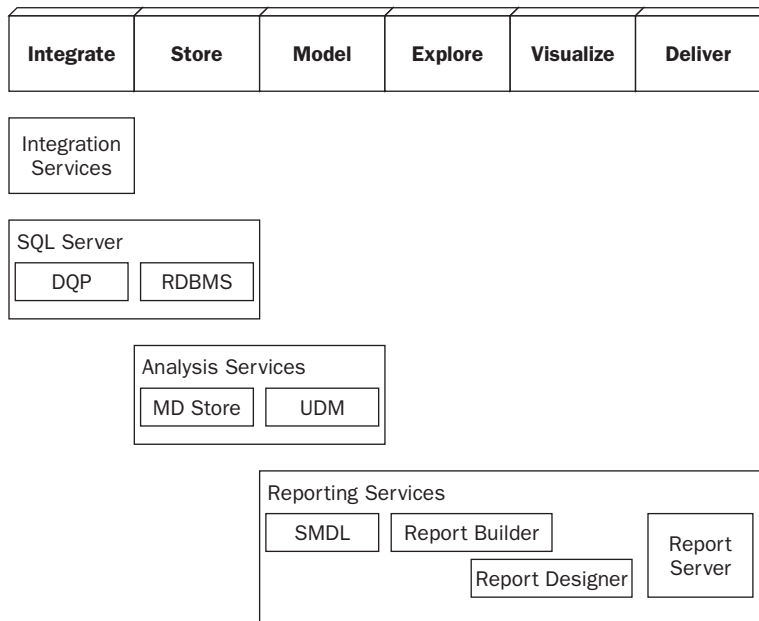 Integrate Store Model Explore Visualize Deliver
Integration
Services
SQL Server
DQP RDBMS
Analysis Services
MD Store UDM
Reporting Services
SMDL Report Builder
Report Designer
Report
Server